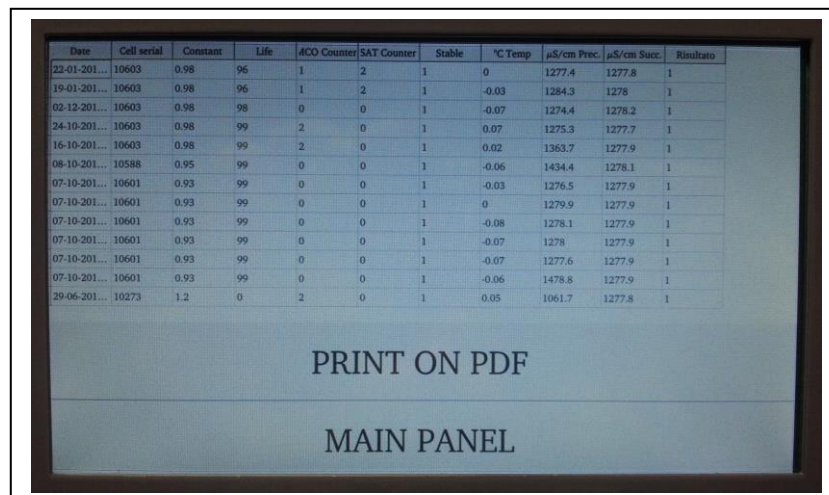 Date Cell serial Constant Life MCO Counter SAT Counter Stable °C Temp µS/cm Prec. µS/cm Succ. Risultato
22-01-201... 10603 0.98 96 1 2 1 0 1277.4 1277.8 1
19-01-201... 10603 0.98 96 1 2 1 -0.03 1284.3 1278 1
02-12-201... 10603 0.98 98 0 0 1 -0.07 1274.4 1278.2 1
24-10-201... 10603 0.98 99 2 0 1 0.07 1275.3 1277.7 1
16-10-201... 10603 0.98 99 2 0 1 0.02 1363.7 1277.9 1
08-10-201... 10588 0.95 99 0 0 1 -0.06 1434.4 1278.1 1
07-10-201... 10601 0.93 99 0 0 1 -0.03 1276.5 1277.9 1
07-10-201... 10601 0.93 99 0 0 1 0 1279.9 1277.9 1
07-10-201... 10601 0.93 99 0 0 1 -0.08 1278.1 1277.9 1
07-10-201... 10601 0.93 99 0 0 1 -0.07 1278 1277.9 1
07-10-201... 10601 0.93 99 0 0 1 -0.07 1277.6 1277.9 1
07-10-201... 10601 0.93 99 0 0 1 -0.06 1478.8 1277.9 1
29-06-201... 10273 1.2 0 2 0 1 0.05 1061.7 1277.8 1
PRINT ON PDF
MAIN PANEL